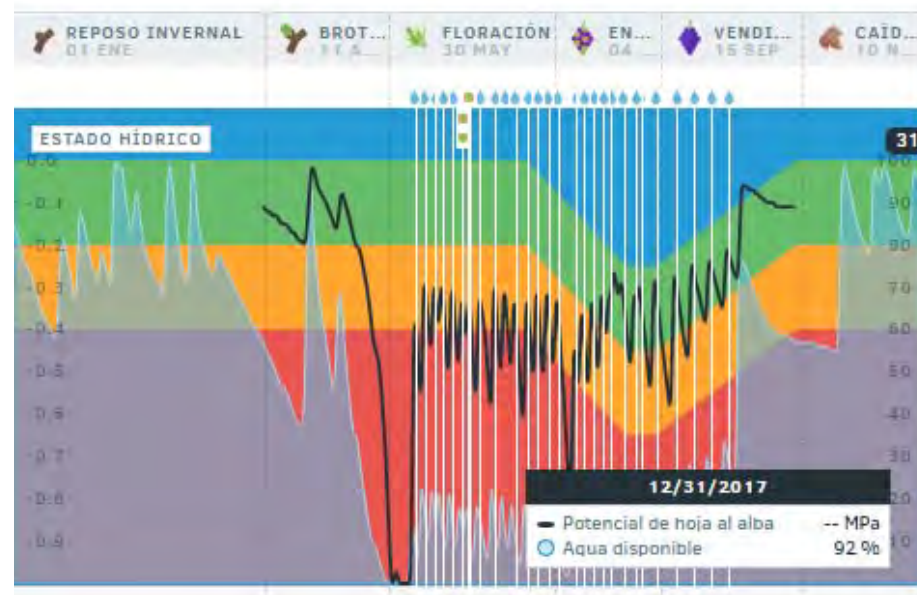 REPOSO INVERNAL
01 ENE
BROT...
11 A...
FLORACIÓN
30 MAY
EN...
04 ...
VENDI...
15 SEP
CAÍD...
10 N...
ESTADO HÍDRICO
31
0.0
-0.1
-0.2
-0.3
-0.4
-0.5
-0.6
-0.7
-0.8
-0.9
100
90
80
70
60
50
40
30
20
10
12/31/2017
Potencial de hoja al alba -- MPa
Aqua disponible 92 %